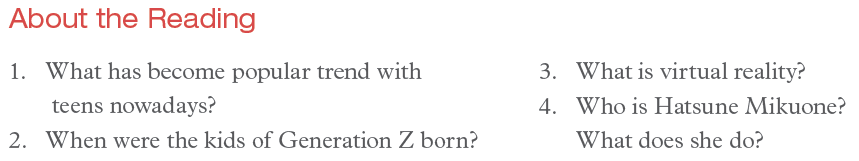 About the Reading
1. What has become popular trend with
teens nowadays?
2. When were the kids of Generation Z born?
3. What is virtual reality?
4. Who is Hatsune Mikuone?
What does she do?